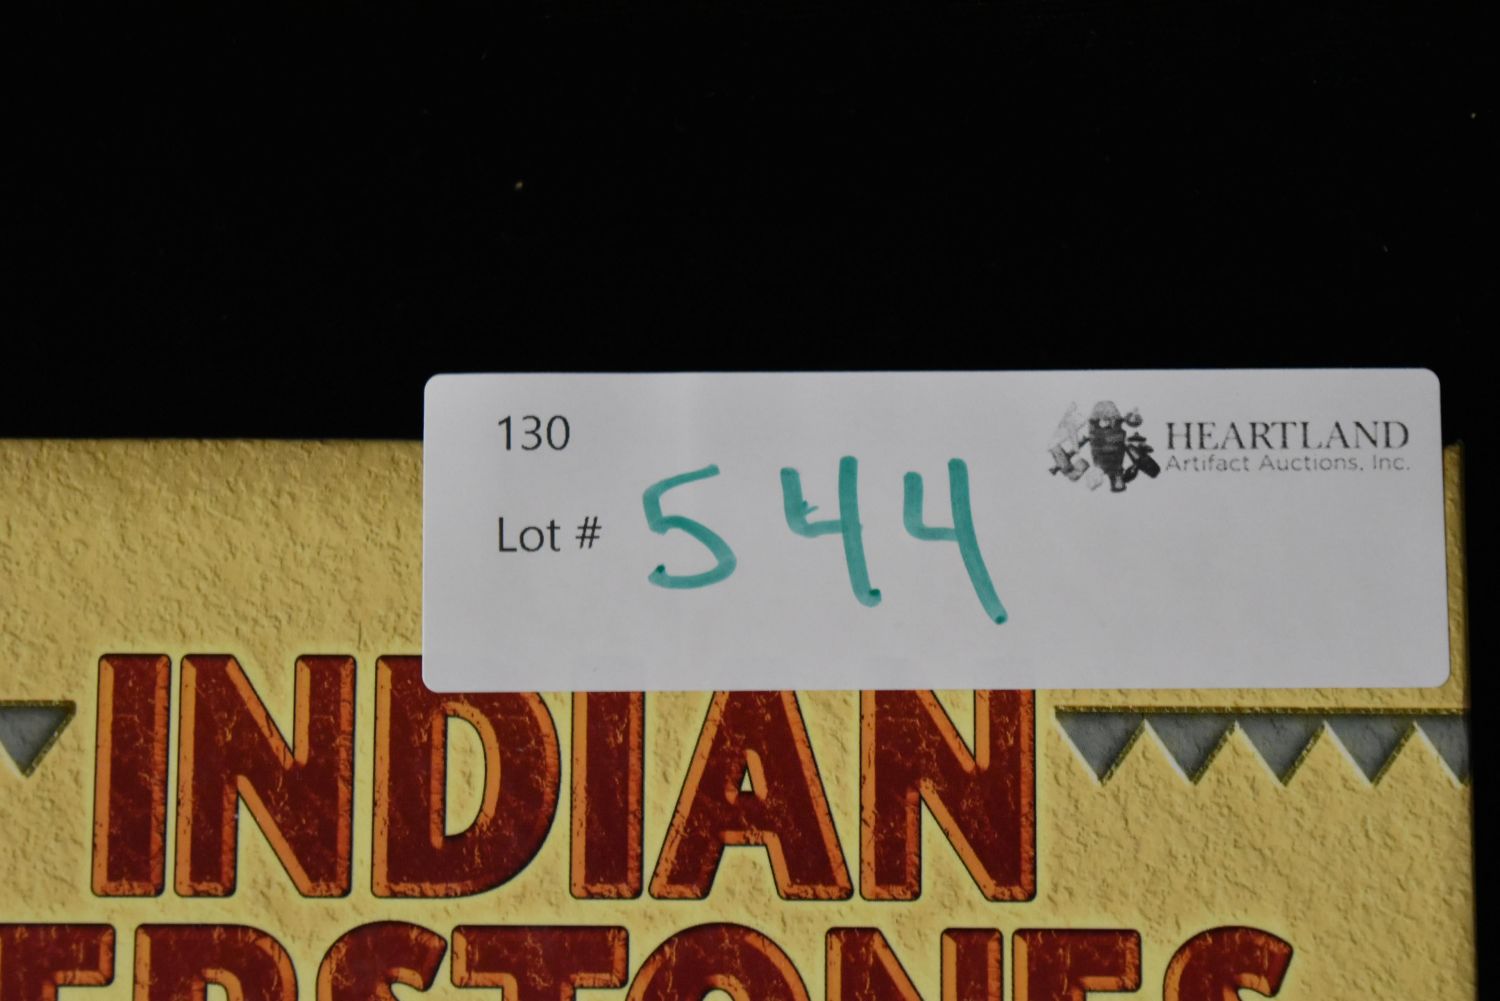 130
HEARTLAND
Artifact Auctions, Inc.
Lot # 544
INDIAN